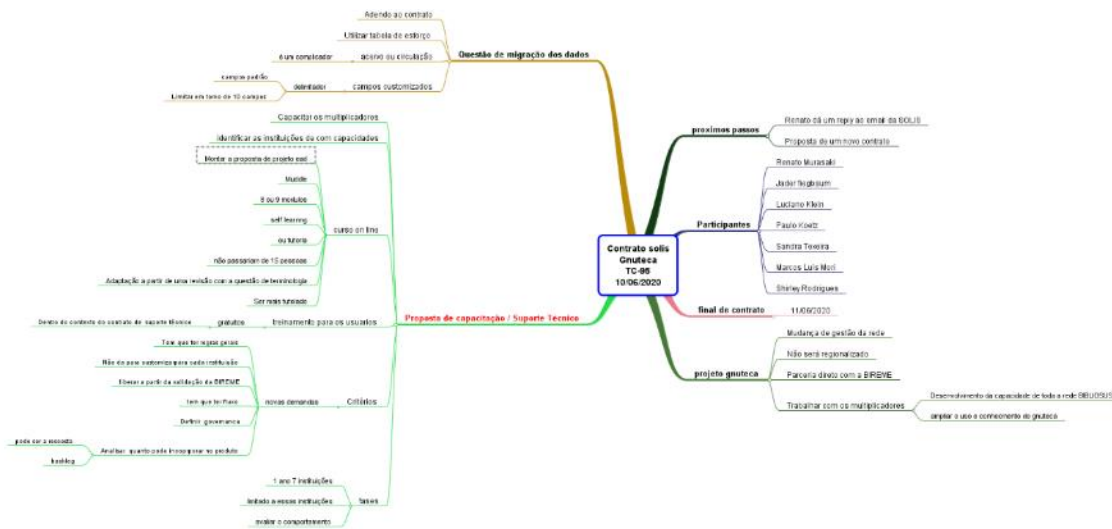 Contrato solis
Gnuteca
TC-95
10/06/2020
Questão de migração dos dados
Adendo ao contrato
Utilizar tabela de esforço
acervo ou circulação
é um complicador
campos customizados
delimitador
campos padrão
Limitar em torno de 10 campos
proximos passos
Renato dá um reply ao email da SOLIS
Proposta de um novo contrato
Participantes
Renato Murasaki
Luciano Klein
Paulo Koetz
Sandra Texeira
Marcos Luis Mori
Shirley Rodrigues
final de contrato
11/06/2020
projeto gnuteca
Mudança de gestão da rede
Não será regionalizado
Parceria direto com a BIREME
Trabalhar com os multiplicadores
Desenvolvimento da capacidade de toda a rede BIBLIOSUS
ampliar o uso e conhecimento do gnuteca
Proposta de capacitação / Suporte Técnico
Capacitar os multiplicadores
identificar as instituições da com capacidades
curso on line
Montar a proposta de projeto ead
8 ou 9 modulos
self learning
ou tutoria
não passariam de 15 pessoas
Adaptação a partir de uma revisão com a questão de terminologia
Ser mais tutelado
treinamento para os usuarios
gratuitos
Dentro do contexto do contrato de suporte técnico
Critérios
novas demandas
Tem que ter regras gerais
Não da para customizar para cada instituição
liberar a partir da validação da BIREME
tem que ter fluxo
Definir governança
Analisar quanto pode incorporar no produto
pode ser a resposta
backlog
fases
1 ano 7 instituições
limitado a essas instituições
avaliar o comportamento